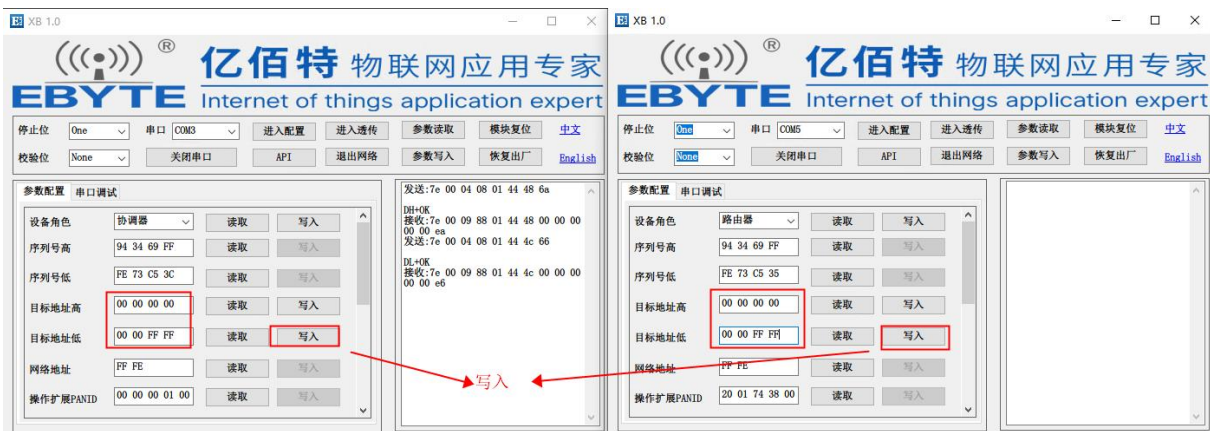 XB 1.0
®
亿佰特 物联网应用专家
EBYTE Internet of things application expert
停止位 One 串口 COM3 进入配置 进入透传 参数读取 模块复位 中文
校验位 None 关闭串口 API 退出网络 参数写入 恢复出厂 English
参数配置 串口调试
设备角色 协调器 读取 写入
序列号高 94 34 69 FF 读取 写入
序列号低 FE 73 C5 3C 读取 写入
目标地址高 00 00 00 00 读取 写入
目标地址低 00 00 FF FF 读取 写入
网络地址 FF FE 读取 写入
操作扩展PANID 00 00 00 01 00 读取 写入
发送:7e 00 04 08 01 44 48 6a
DH+OK
接收:7e 00 09 88 01 44 48 00 00 00
00 00 ea
发送:7e 00 04 08 01 44 4c 66
DL+OK
接收:7e 00 09 88 01 44 4c 00 00 00
00 00 e6
写入
XB 1.0
®
亿佰特 物联网应用专家
EBYTE Internet of things application expert
停止位 One 串口 COM5 进入配置 进入透传 参数读取 模块复位 中文
校验位 None 关闭串口 API 退出网络 参数写入 恢复出厂 English
参数配置 串口调试
设备角色 路由器 读取 写入
序列号高 94 34 69 FF 读取 写入
序列号低 FE 73 C5 35 读取 写入
目标地址高 00 00 00 00 读取 写入
目标地址低 00 00 FF FF 读取 写入
网络地址 FF FE 读取 写入
操作扩展PANID 20 01 74 38 00 读取 写入